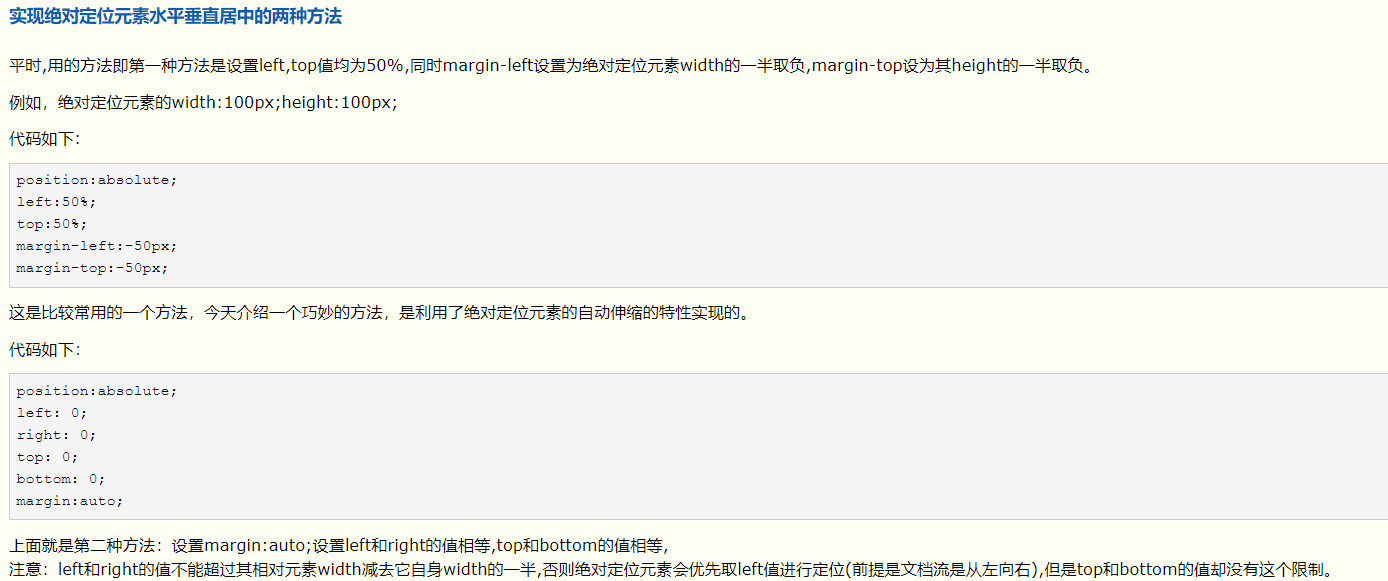 实现绝对定位元素水平垂直居中的两种方法
平时,用的方法即第一种方法是设置left,top值均为50%,同时margin-left设置为绝对定位元素width的一半取负,margin-top设为其height的一半取负。
例如，绝对定位元素的width:100px;height:100px;
代码如下：
position:absolute;
left:50%;
top:50%;
margin-left:-50px;
margin-top:-50px;
这是比较常用的一个方法，今天介绍一个巧妙的方法，是利用了绝对定位元素的自动伸缩的特性实现的。
代码如下：
position:absolute;
left: 0;
right: 0;
top: 0;
bottom: 0;
margin:auto;
上面就是第二种方法：设置margin:auto;设置left和right的值相等,top和bottom的值相等,
注意：left和right的值不能超过其相对元素width减去它自身width的一半,否则绝对定位元素会优先取left值进行定位(前提是文档流是从左向右),但是top和bottom的值却没有这个限制。